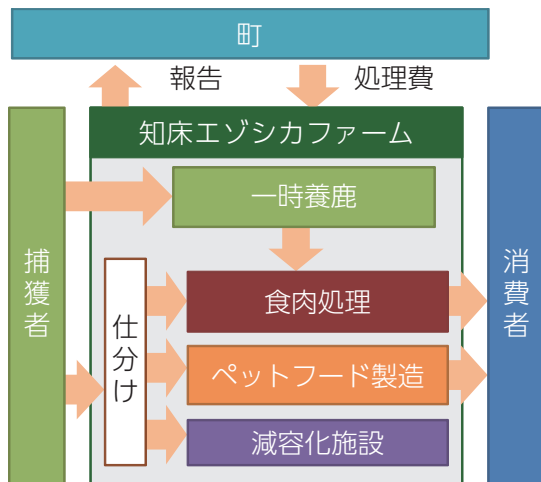 町
報告
処理費
知床エゾシカファーム
捕獲者
一時養鹿
仕分け
食肉処理
ペットフード製造
減容化施設
消費者